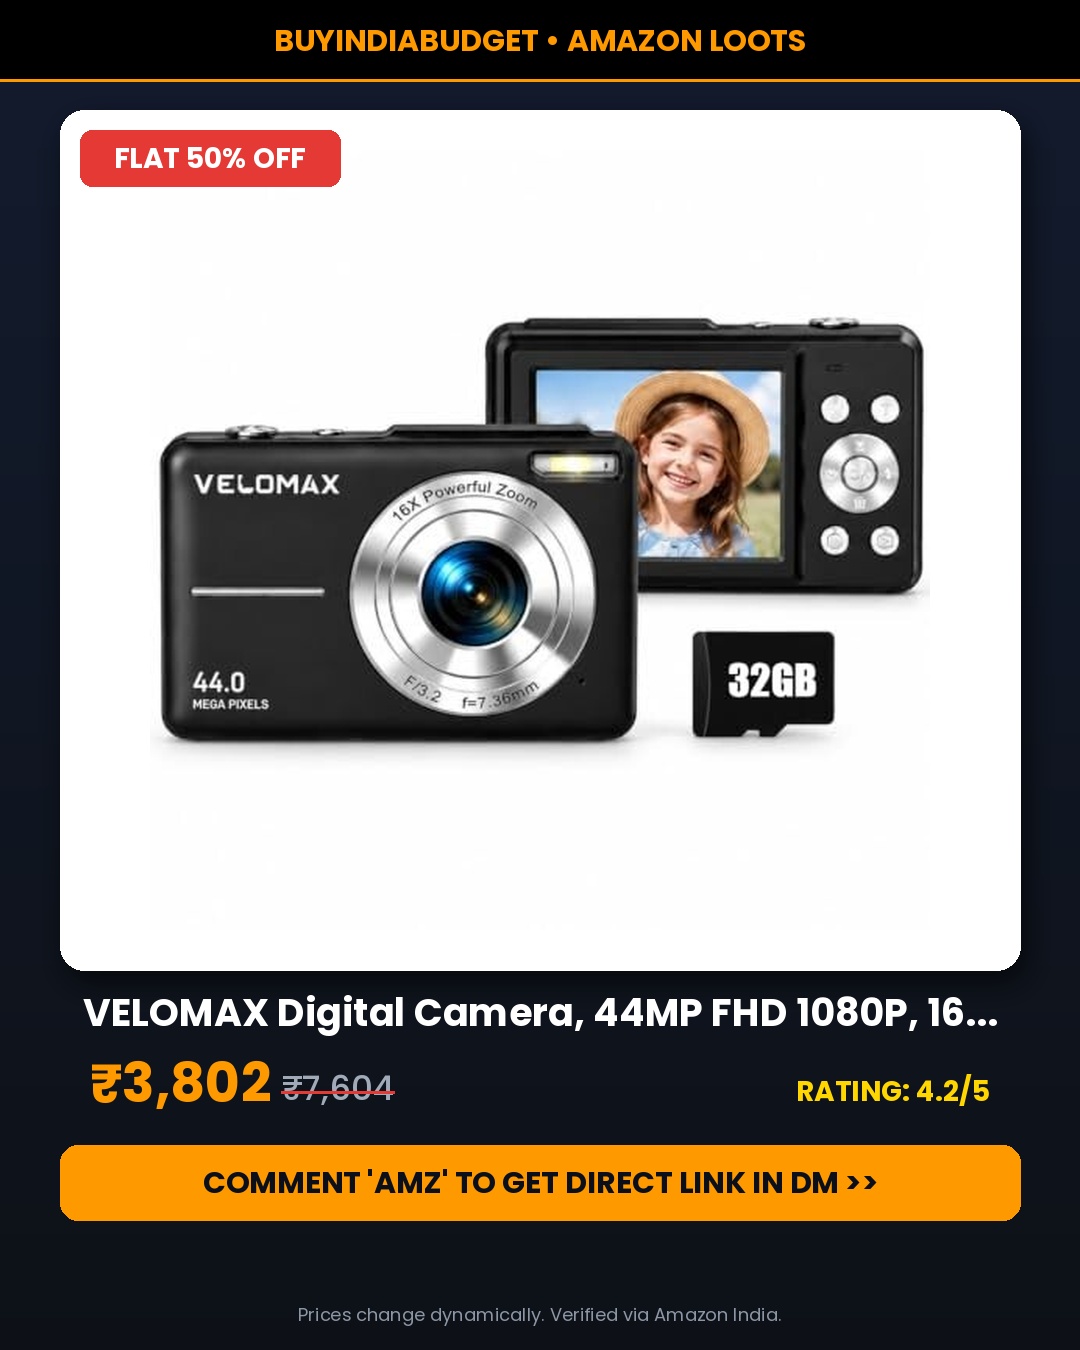 BUYINDIABUDGET • AMAZON LOOTS
FLAT 50% OFF
VELOMAX
16X Powerful Zoom
F/3.2 f=7.36mm
44.0
MEGA PIXELS
32GB
VELOMAX Digital Camera, 44MP FHD 1080P, 16...
₹3,802 ₹7,604
RATING: 4.2/5
COMMENT 'AMZ' TO GET DIRECT LINK IN DM >>
Prices change dynamically. Verified via Amazon India.